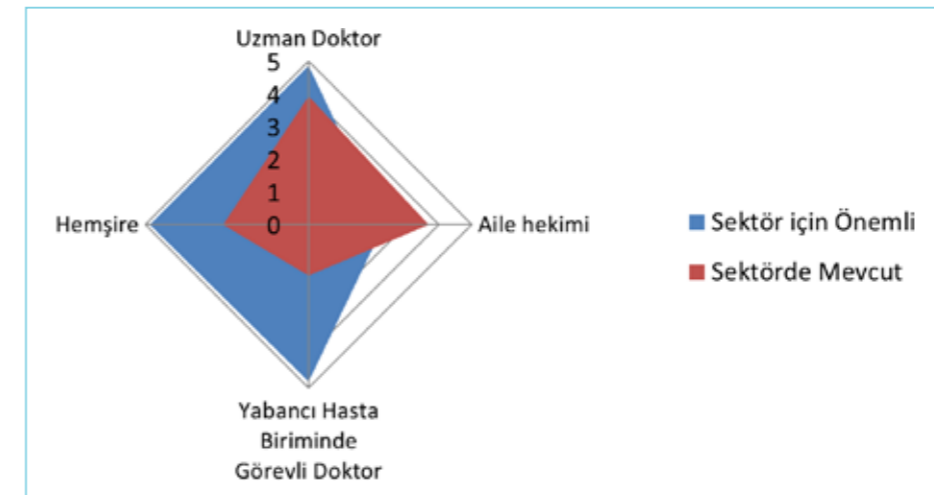 Uzman Doktor
5
4
3
2
1
0
Hemşire
Aile hekimi
Sektör için Önemli
Sektörde Mevcut
Yabancı Hasta
Biriminde
Görevli Doktor